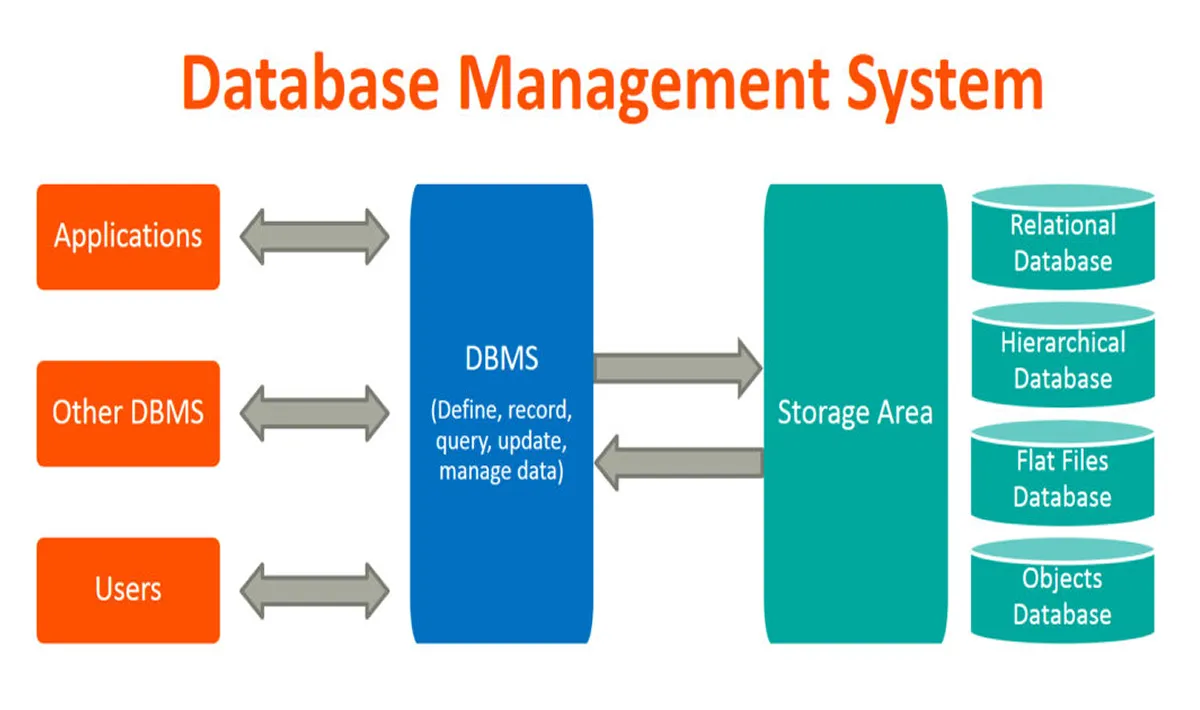 Database Management System
Applications
Other DBMS
Users
DBMS
(Define, record,
query, update,
manage data)
Storage Area
Relational
Database
Hierarchical
Database
Flat Files
Database
Objects
Database